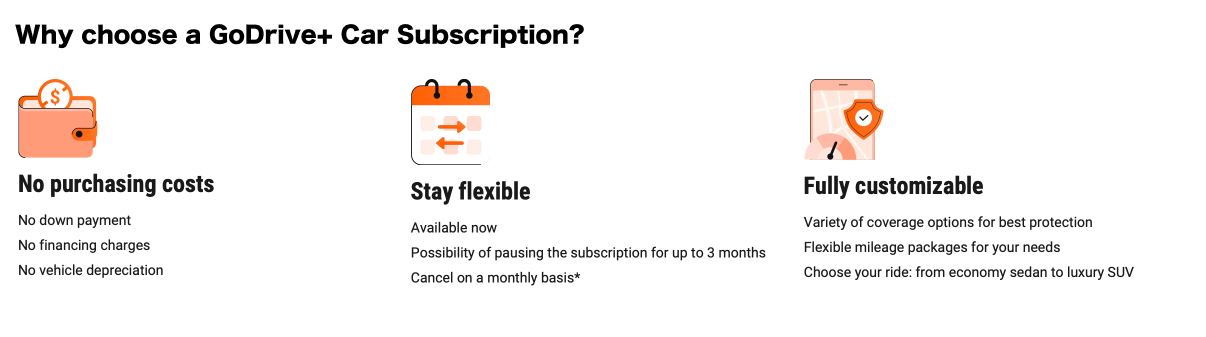 Why choose a GoDrive+ Car Subscription?
$
No purchasing costs
No down payment
No financing charges
No vehicle depreciation
Stay flexible
Available now
Possibility of pausing the subscription for up to 3 months
Cancel on a monthly basis*
Fully customizable
Variety of coverage options for best protection
Flexible mileage packages for your needs
Choose your ride: from economy sedan to luxury SUV